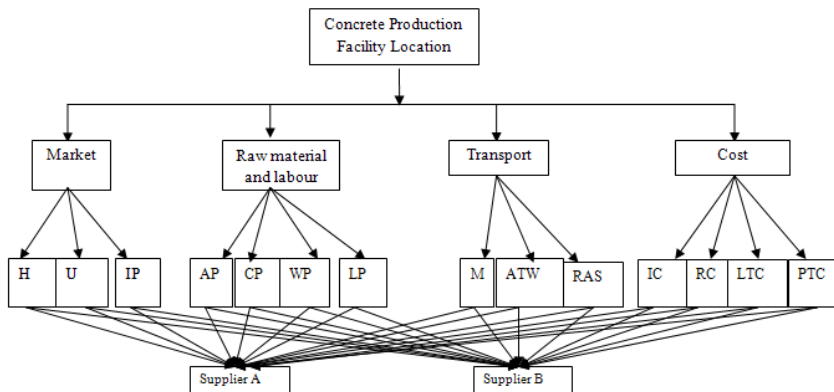 Concrete Production
Facility Location
Market
Raw material
and labour
Transport
Cost
H
U
IP
AP
CP
WP
LP
M
ATW
RAS
IC
RC
LTC
PTC
Supplier A
Supplier B